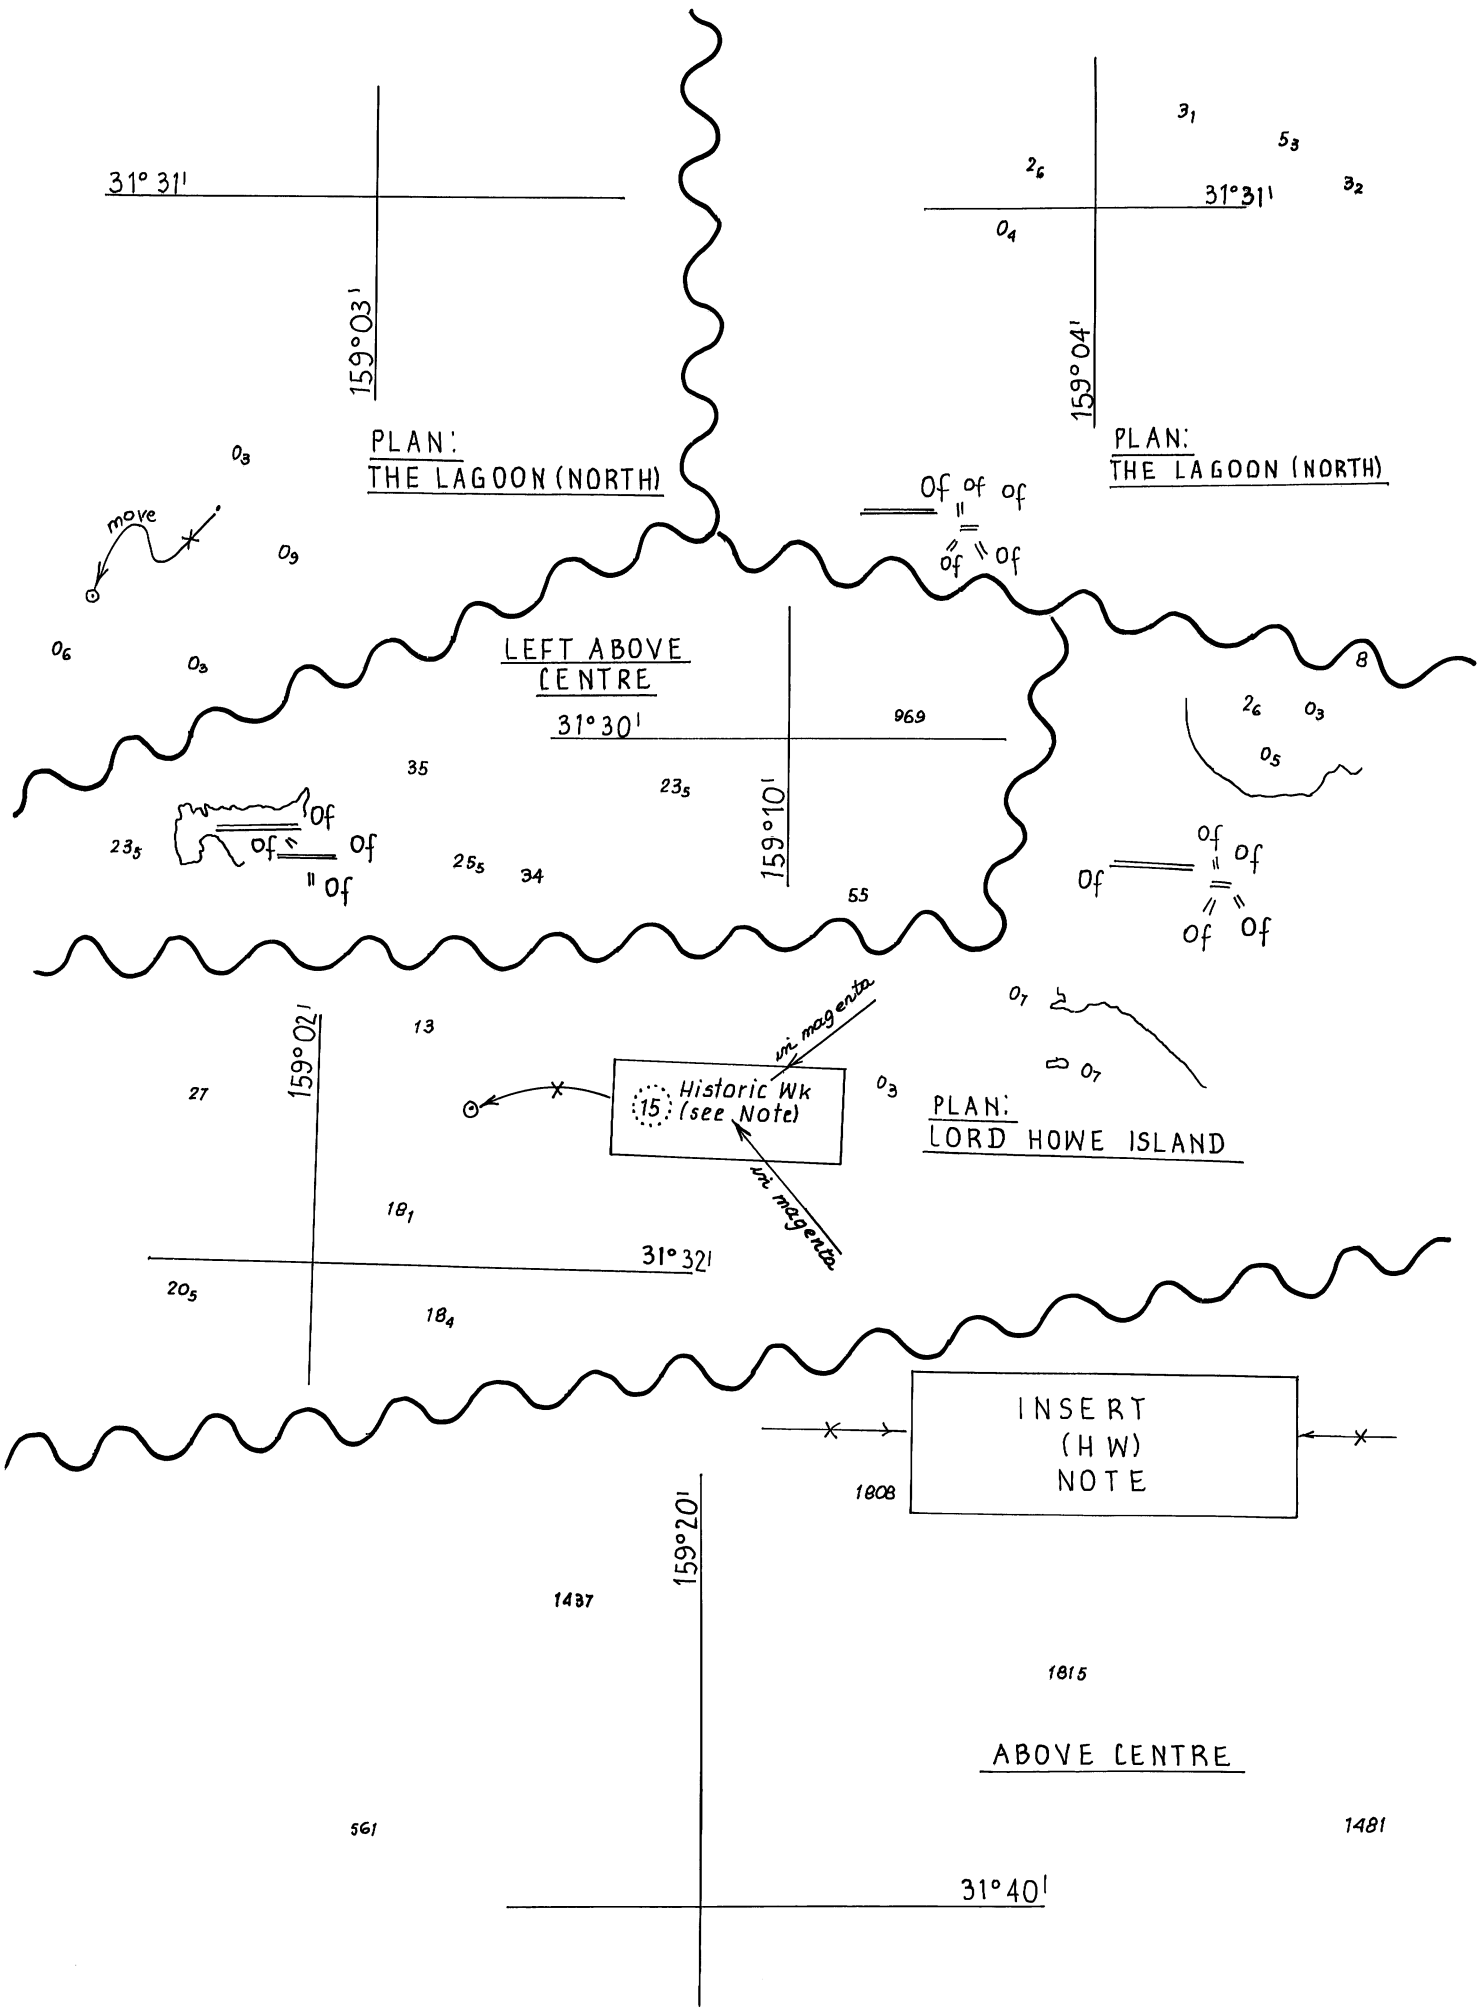 31° 31'
159° 03'
PLAN:
THE LAGOON (NORTH)
0₃
move
0₉
0₆
0₃
3₁
5₃
2₆
3₂
31° 31'
0₄
159° 04'
PLAN:
THE LAGOON (NORTH)
Of Of Of
Of Of
LEFT ABOVE
CENTRE
31° 30'
969
35
23₅
159° 10'
Of
23₅
Of
Of
25₅
34
Of
55
8
2₆
0₃
0₅
Of
Of
Of
Of
Of
159° 02'
13
27
in magenta
15
Historic Wk
(see Note)
in magenta
0₇
0₇
0₃
PLAN:
LORD HOWE ISLAND
18₁
31° 32'
20₅
18₄
INSERT
(HW)
NOTE
1808
159° 20'
1437
1815
ABOVE CENTRE
561
1481
31° 40'